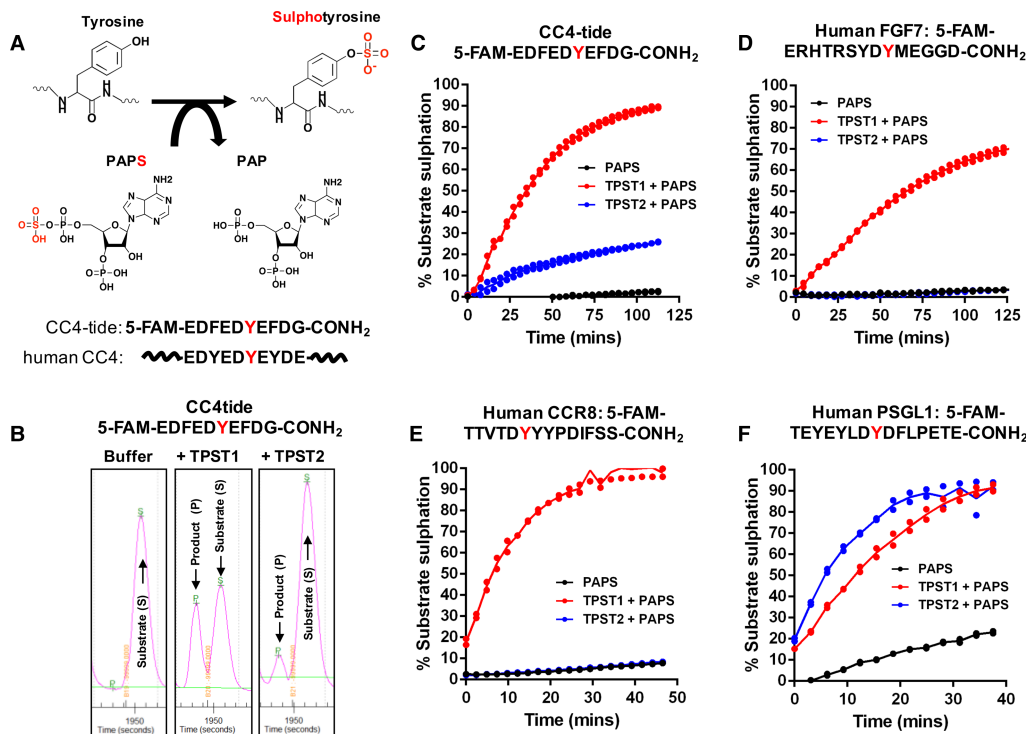 A
Tyrosine
Sulphotyrosine
OH
O
S
O
O
O-
N
H
O
H
N
N
H
O
H
N
PAPS
PAP
NH2
N
N
N
N
O
O
S
OH
O
O
P
OH
O
O
OH
O
O=P-OH
OH
NH2
N
N
N
N
O
HO-P-O
OH
O
OH
O
O=P-OH
OH
CC4-tide: 5-FAM-EDFEDYEFDG-CONH2
human CC4: EDYEDYEYDE
B
CC4tide
5-FAM-EDFEDYEFDG-CONH2
Buffer
+ TPST1
+ TPST2
S
P
Substrate (S)
1950
Time (seconds)
P
S
Product (P)
Substrate (S)
1950
Time (seconds)
P
S
Product (P)
Substrate (S)
1950
Time (seconds)
C
CC4-tide
5-FAM-EDFEDYEFDG-CONH2
% Substrate sulphation
100
90
80
70
60
50
40
30
20
10
0
PAPS
TPST1 + PAPS
TPST2 + PAPS
0 25 50 75 100 125
Time (mins)
D
Human FGF7: 5-FAM-
ERHTRSYDYMEGGD-CONH2
% Substrate sulphation
100
90
80
70
60
50
40
30
20
10
0
PAPS
TPST1 + PAPS
TPST2 + PAPS
0 25 50 75 100 125
Time (mins)
E
Human CCR8: 5-FAM-
TTVTDYYYPDIFSS-CONH2
% Substrate sulphation
100
90
80
70
60
50
40
30
20
10
0
PAPS
TPST1 + PAPS
TPST2 + PAPS
0 10 20 30 40 50
Time (mins)
F
Human PSGL1: 5-FAM-
TEYEYLDYDFLPETE-CONH2
% Substrate sulphation
100
90
80
70
60
50
40
30
20
10
0
PAPS
TPST1 + PAPS
TPST2 + PAPS
0 10 20 30 40
Time (mins)